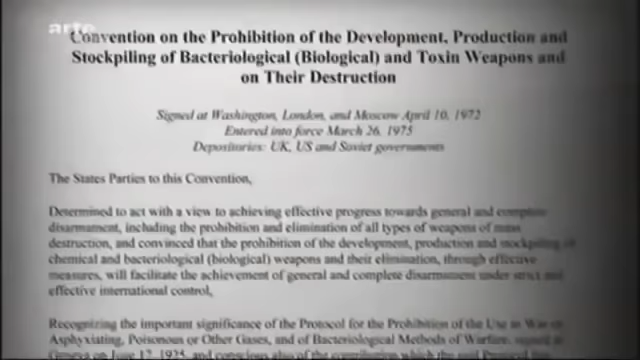 arte
Convention on the Prohibition of the Development, Production and
Stockpiling of Bacteriological (Biological) and Toxin Weapons and
on Their Destruction
Signed at Washington, London, and Moscow April 10, 1972
Entered into force March 26, 1975
Depositories: UK, US and Soviet governments
The States Parties to this Convention,
Determined to act with a view to achieving effective progress towards general and complete
disarmament, including the prohibition and elimination of all types of weapons of mass
destruction, and convinced that the prohibition of the development, production and stockpiling of
chemical and bacteriological (biological) weapons and their elimination, through effective
measures, will facilitate the achievement of general and complete disarmament under strict and
effective international control,
Recognizing the important significance of the Protocol for the Prohibition of the Use in War of
Asphyxiating, Poisonous or Other Gases, and of Bacteriological Methods of Warfare, signed at
Geneva on June 17, 1925, and conscious also of the contribution which the said Protocol